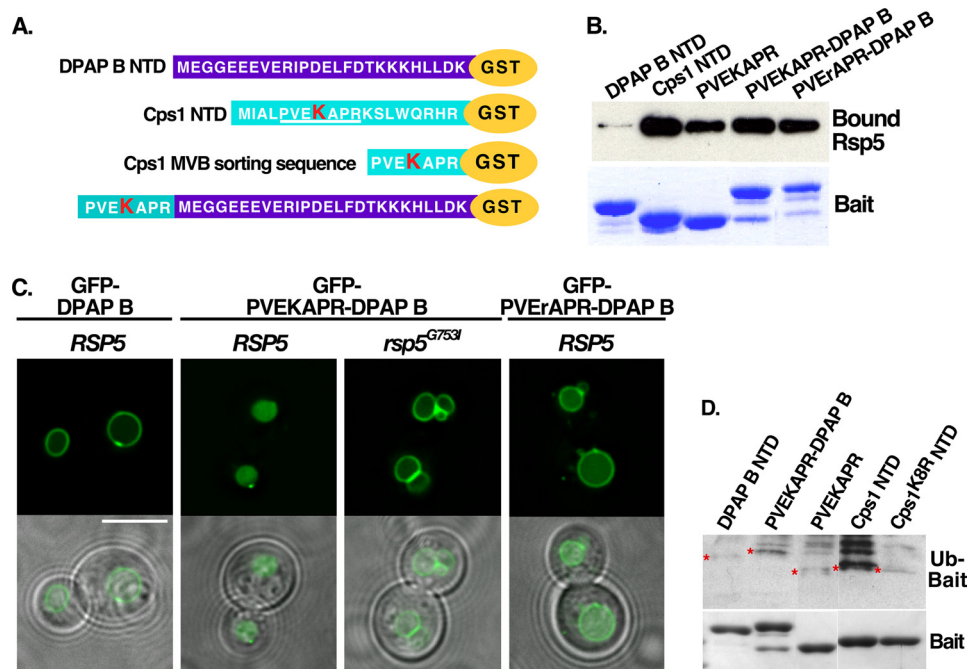 A.
DPAP B NTD MEGGEEEVERIPDELFDTKKKHLLDK GST
Cps1 NTD MIALPVEKAPRKSLWQRHR GST
Cps1 MVB sorting sequence PVEKAPR GST
PVEKAPR MEGGEEEVERIPDELFDTKKKHLLDK GST
B.
DPAP B NTD
Cps1 NTD
PVEKAPR
PVEKAPR-DPAP B
PVErAPR-DPAP B
Bound
Rsp5
Bait
C.
GFP-
DPAP B
GFP-
PVEKAPR-DPAP B
GFP-
PVErAPR-DPAP B
RSP5 RSP5 rsp5G753I RSP5
D.
DPAP B NTD
PVEKAPR-DPAP B
PVEKAPR
Cps1 NTD
Cps1K8R NTD
* * * * *
Ub-
Bait
Bait